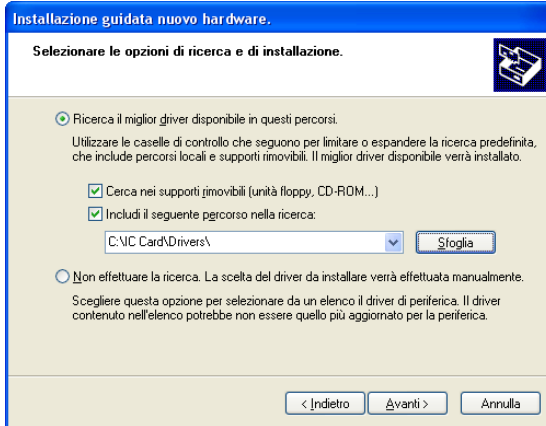 Installazione guidata nuovo hardware.
Selezionare le opzioni di ricerca e di installazione.
Ricerca il miglior driver disponibile in questi percorsi.
Utilizzare le caselle di controllo che seguono per limitare o espandere la ricerca predefinita,
che include percorsi locali e supporti rimovibili. Il miglior driver disponibile verrà installato.
Cerca nei supporti rimovibili (unità floppy, CD-ROM...)
Includi il seguente percorso nella ricerca:
C:\IC Card\Drivers\
Sfoglia
Non effettuare la ricerca. La scelta del driver da installare verrà effettuata manualmente.
Scegliere questa opzione per selezionare da un elenco il driver di periferica. Il driver
contenuto nell'elenco potrebbe non essere quello più aggiornato per la periferica.
< Indietro Avanti > Annulla